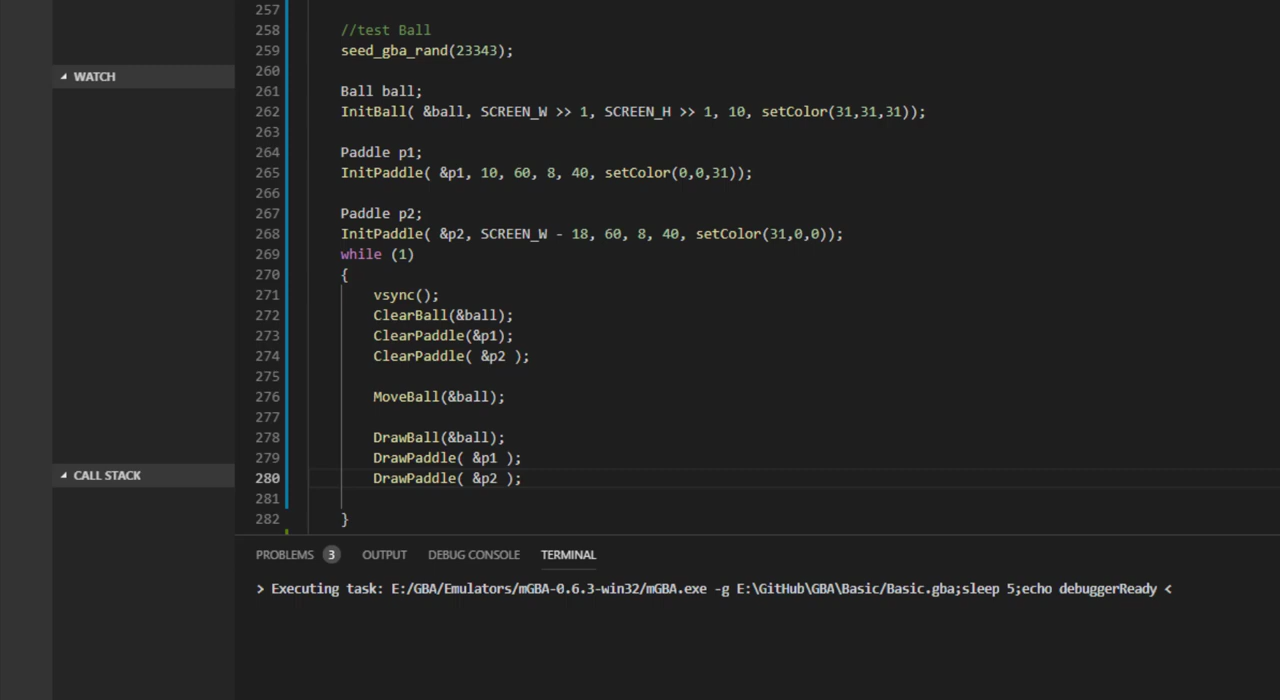 WATCH
CALL STACK
257
258 //test Ball
259 seed_gba_rand(23343);
260
261 Ball ball;
262 InitBall( &ball, SCREEN_W >> 1, SCREEN_H >> 1, 10, setColor(31,31,31));
263
264 Paddle p1;
265 InitPaddle( &p1, 10, 60, 8, 40, setColor(0,0,31));
266
267 Paddle p2;
268 InitPaddle( &p2, SCREEN_W - 18, 60, 8, 40, setColor(31,0,0));
269 while (1)
270 {
271 vsync();
272 ClearBall(&ball);
273 ClearPaddle(&p1);
274 ClearPaddle( &p2 );
275
276 MoveBall(&ball);
277
278 DrawBall(&ball);
279 DrawPaddle( &p1 );
280 DrawPaddle( &p2 );
281
282 }
PROBLEMS 3 OUTPUT DEBUG CONSOLE TERMINAL
> Executing task: E:/GBA/Emulators/mGBA-0.6.3-win32/mGBA.exe -g E:\GitHub\GBA\Basic/Basic.gba;sleep 5;echo debuggerReady <